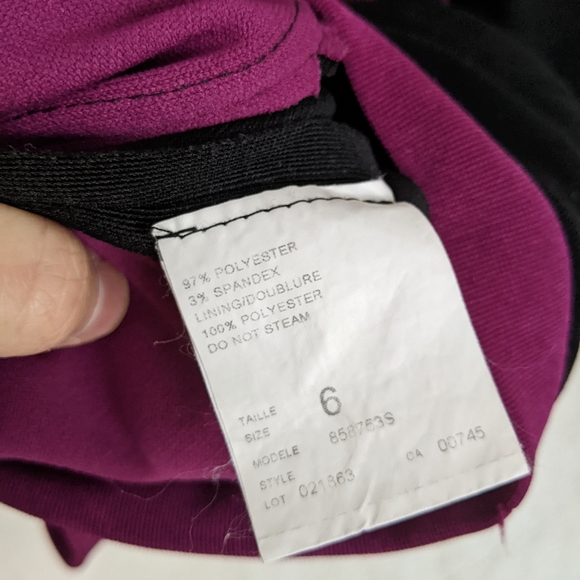 97% POLYESTER
3% SPANDEX
LINING/DOUBLURE
100% POLYESTER
DO NOT STEAM
TAILLE
SIZE 6
MODELE
STYLE 858763S
LOT 021863 CA 00745